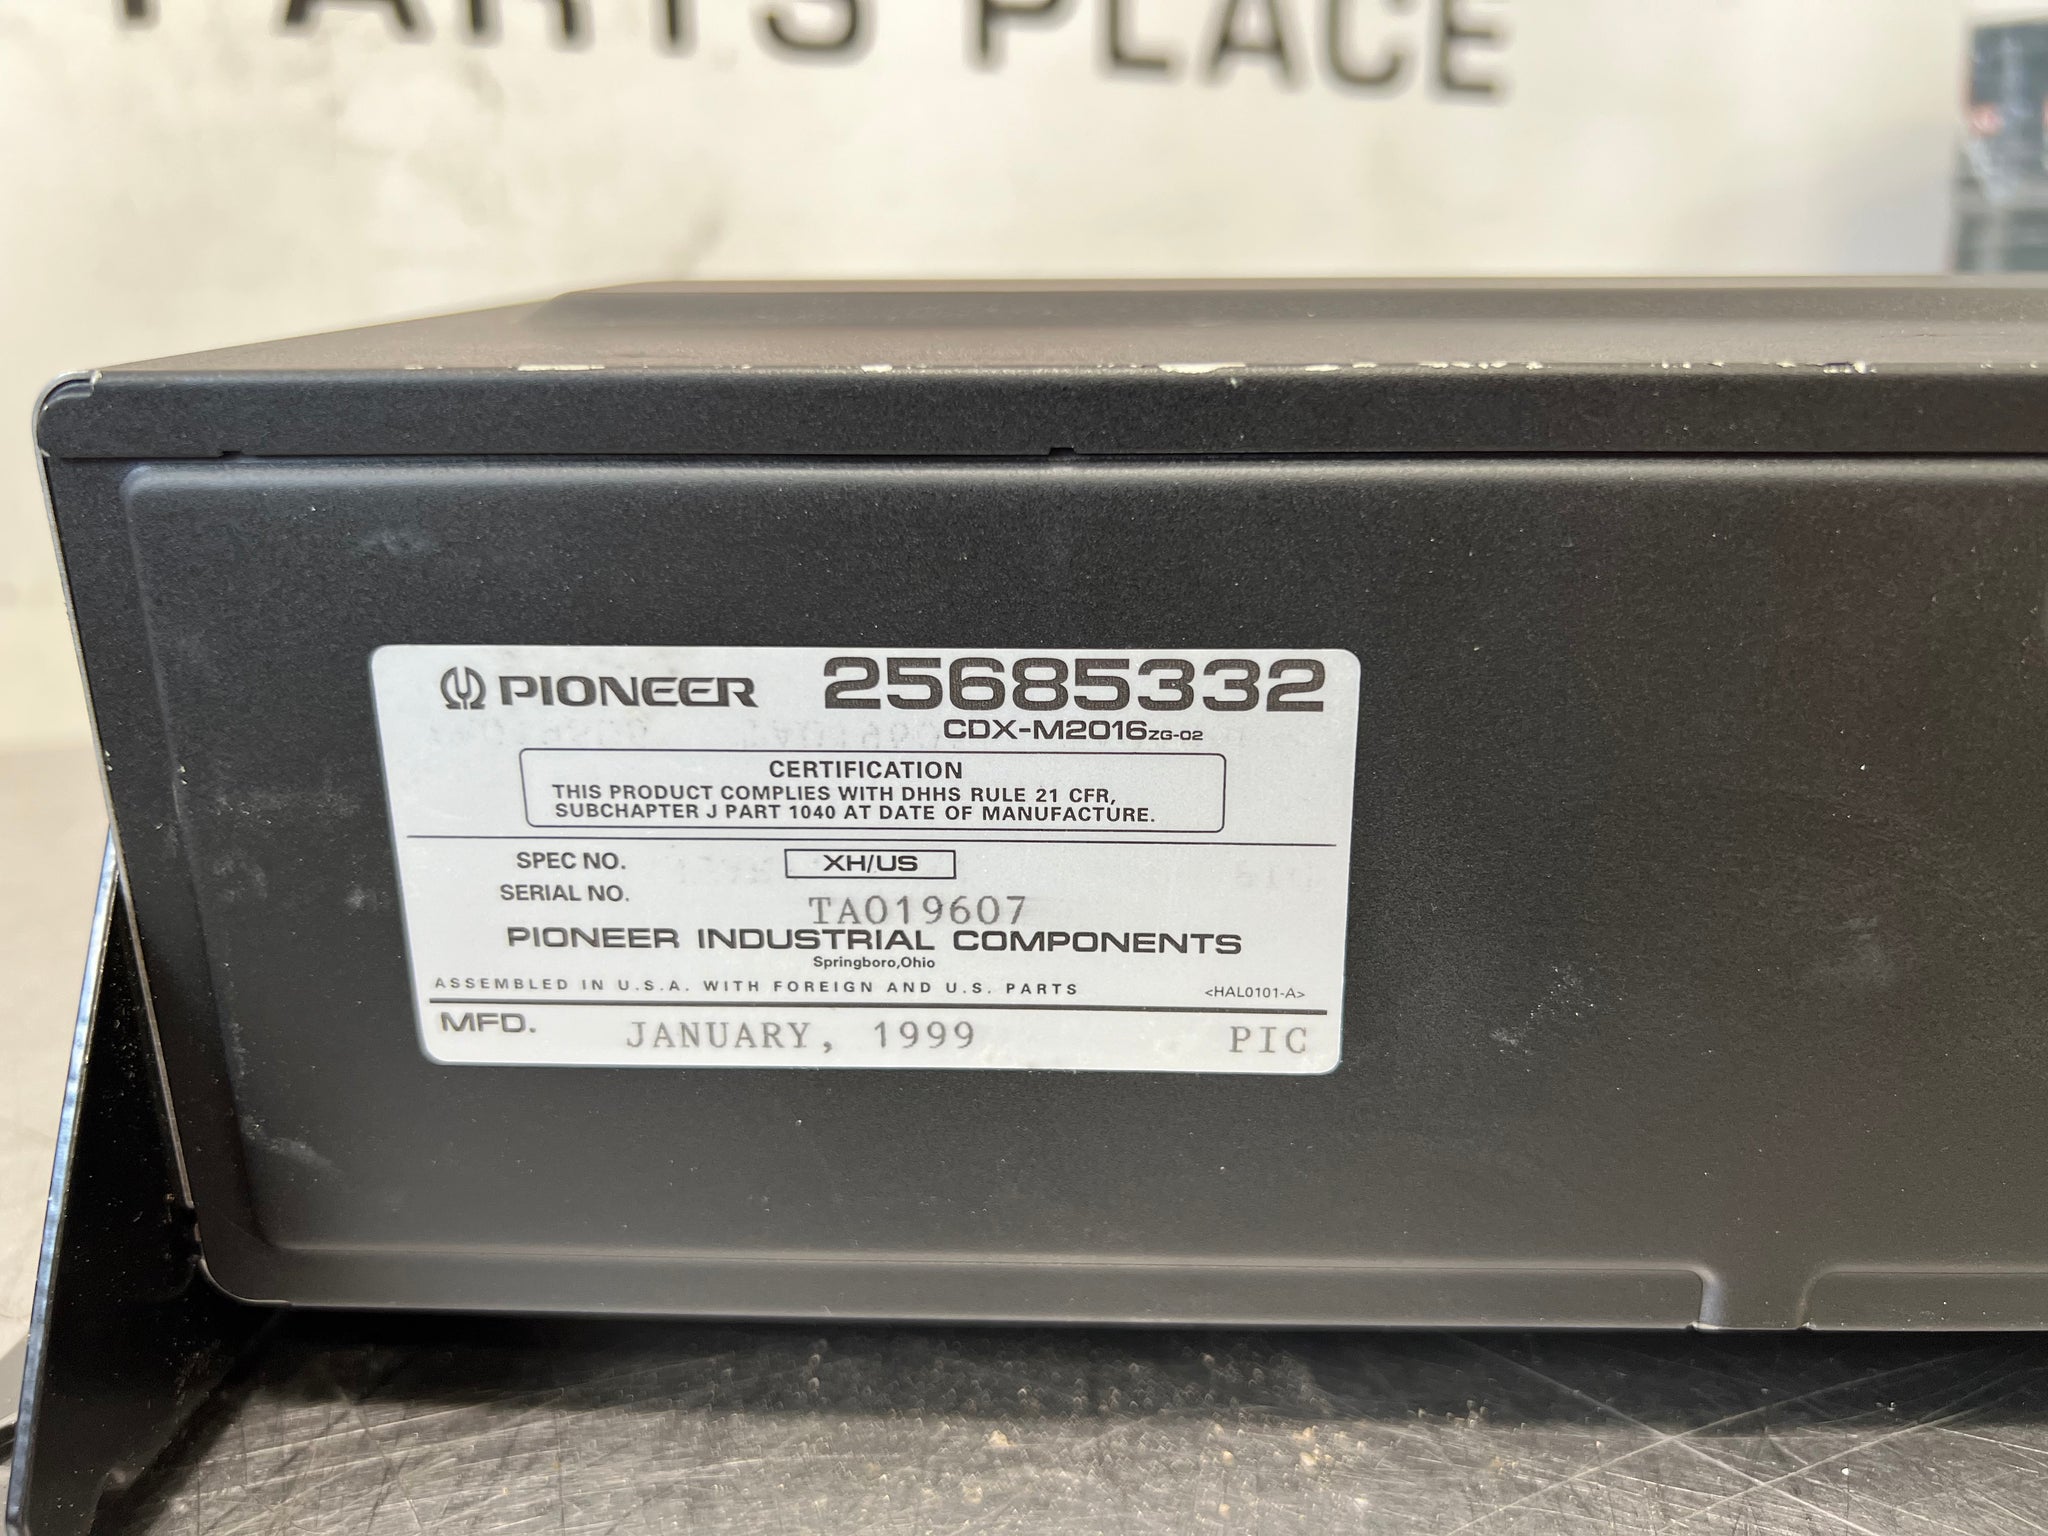 PARTS PLACE
PIONEER 25685332
CDX-M2016ZG-02
CERTIFICATION
THIS PRODUCT COMPLIES WITH DHHS RULE 21 CFR,
SUBCHAPTER J PART 1040 AT DATE OF MANUFACTURE.
SPEC NO. XH/US
SERIAL NO. TA019607
PIONEER INDUSTRIAL COMPONENTS
Springboro,Ohio
ASSEMBLED IN U.S.A. WITH FOREIGN AND U.S. PARTS <HAL0101-A>
MFD. JANUARY, 1999 PIC